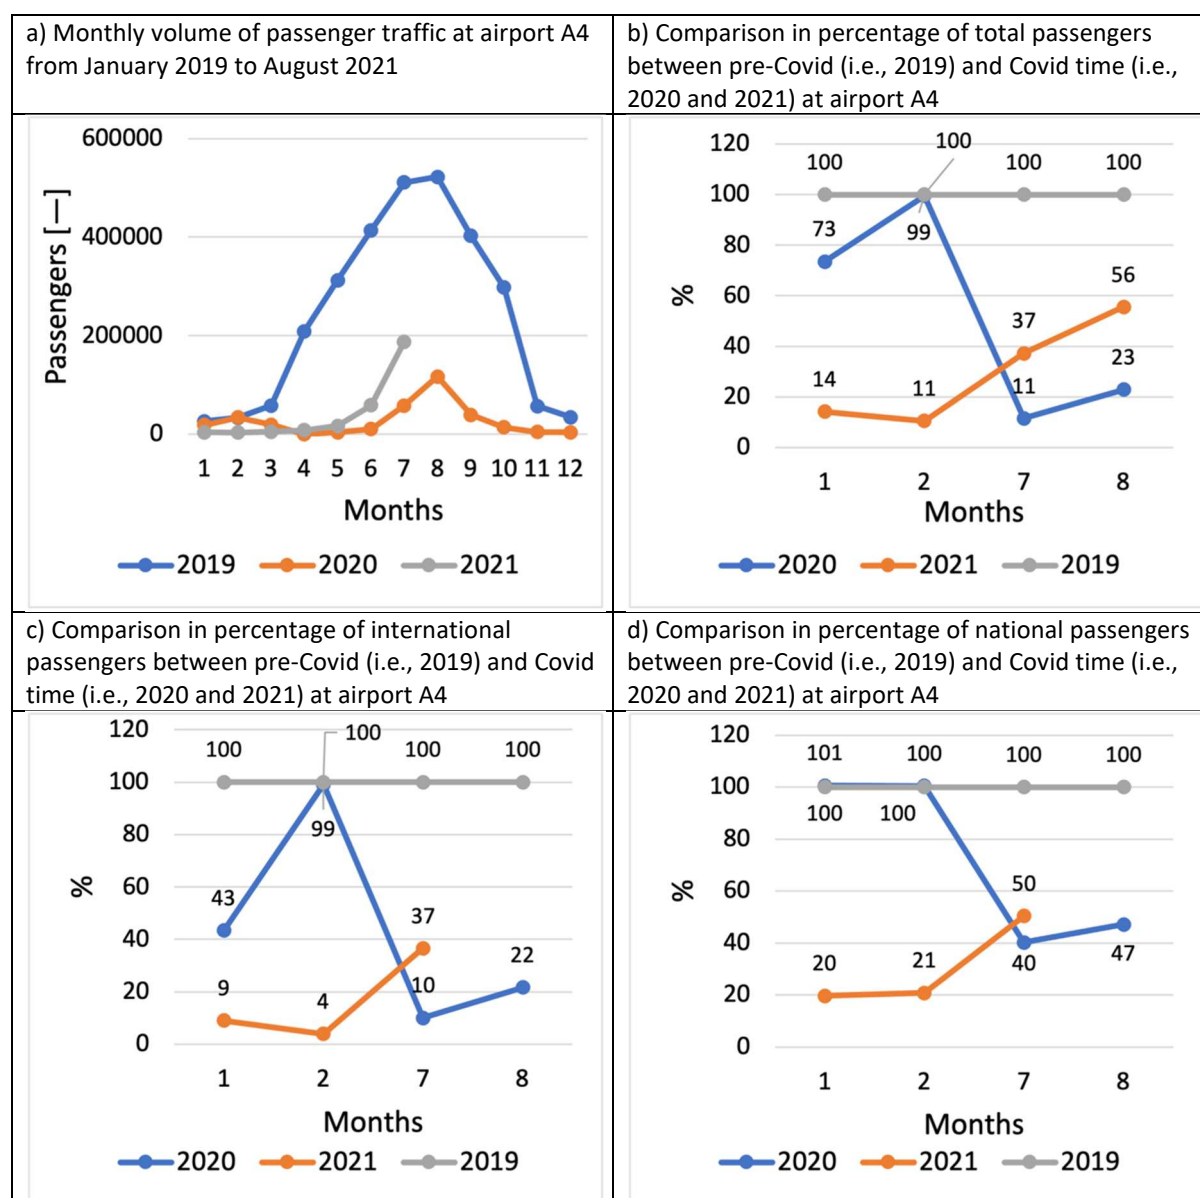 a) Monthly volume of passenger traffic at airport A4
from January 2019 to August 2021
b) Comparison in percentage of total passengers
between pre-Covid (i.e., 2019) and Covid time (i.e.,
2020 and 2021) at airport A4
600000
400000
200000
0
Passengers [—]
1 2 3 4 5 6 7 8 9 10 11 12
Months
2019 2020 2021
120
100
80
60
40
20
0
%
100 100 100 100
73 99 11 23
14 11 37 56
1 2 7 8
Months
2020 2021 2019
c) Comparison in percentage of international
passengers between pre-Covid (i.e., 2019) and Covid
time (i.e., 2020 and 2021) at airport A4
d) Comparison in percentage of national passengers
between pre-Covid (i.e., 2019) and Covid time (i.e.,
2020 and 2021) at airport A4
120
100
80
60
40
20
0
%
100 100 100 100
43 99 10 22
9 4 37
1 2 7 8
Months
2020 2021 2019
120
100
80
60
40
20
0
%
101 100 100 100
100 100
50
40 47
20 21
1 2 7 8
Months
2020 2021 2019